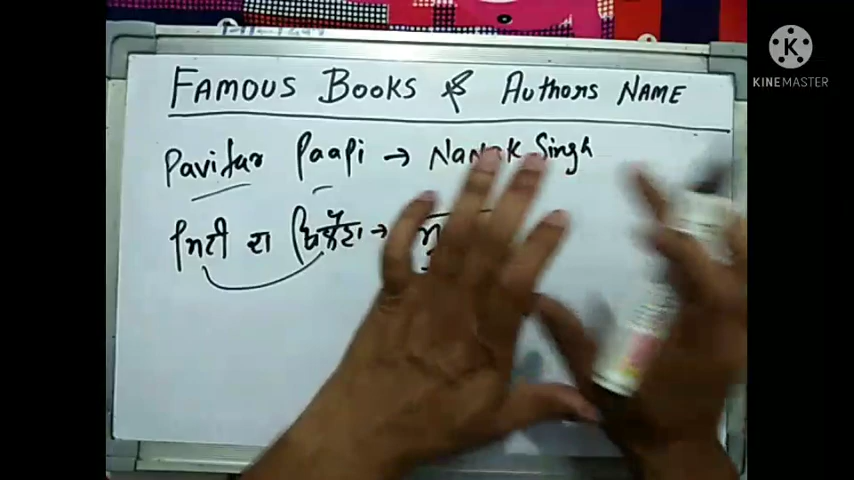 FAMOUS BOOKS & AUTHORS NAME
Pavitar Paapi → NaNaK Singh
ਮਿਟੀ ਦਾ →
KINEMASTER